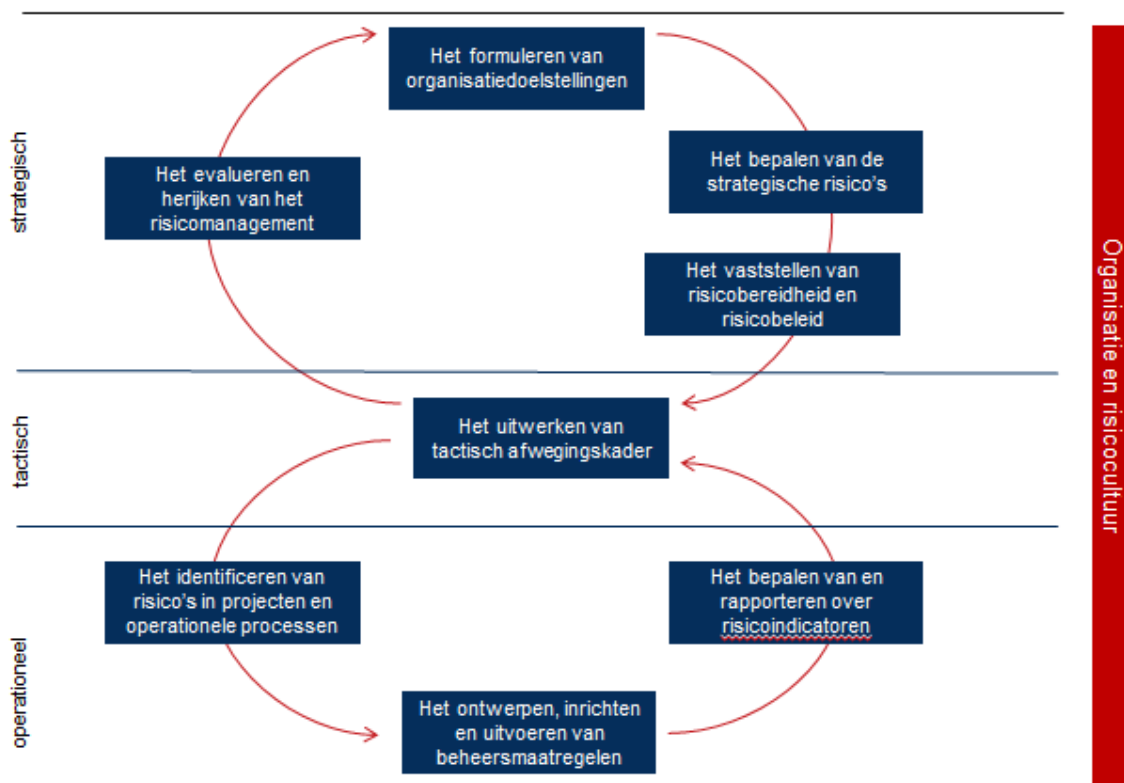 Het formuleren van
organisatiedoelstellingen
strategisch
Het evalueren en
herijken van het
risicomanagement
Het bepalen van de
strategische risico's
Het vaststellen van
risicobereidheid en
risicobeleid
Organisatie en risicocultuur
tactisch
Het uitwerken van
tactisch afwegingskader
operationeel
Het identificeren van
risico's in projecten en
operationele processen
Het bepalen van en
rapporteren over
risicoindicatoren
Het ontwerpen, inrichten
en uitvoeren van
beheersmaatregelen